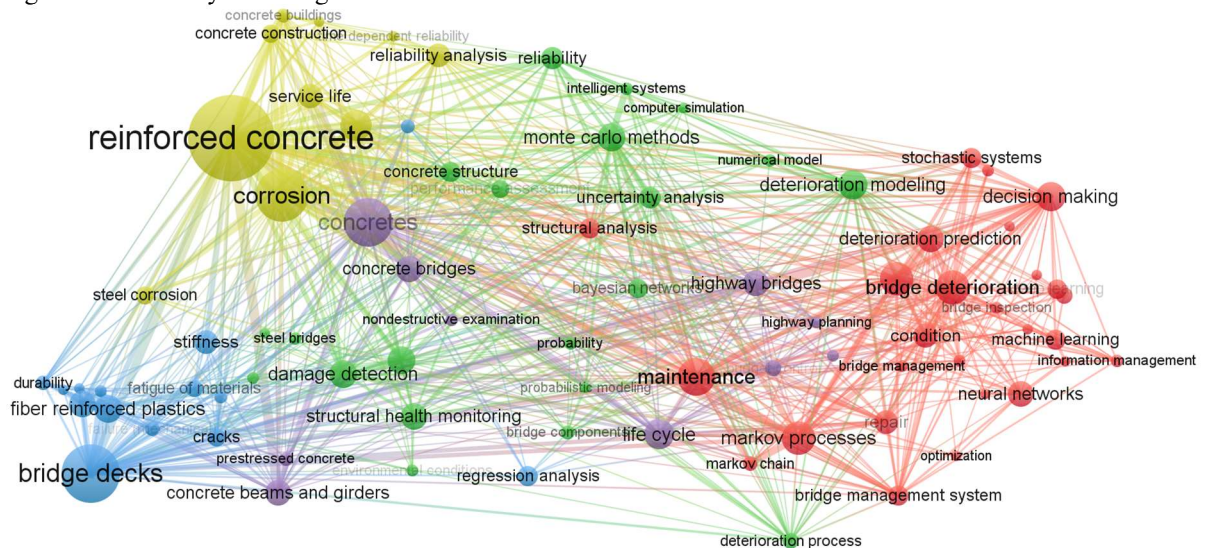 concrete buildings
concrete construction
dependent reliability
reliability analysis
reliability
intelligent systems
service life
computer simulation
reinforced concrete
monte carlo methods
numerical model
stochastic systems
concrete structure
performance assessment
deterioration modeling
corrosion
uncertainty analysis
decision making
concretes
structural analysis
deterioration prediction
concrete bridges
bayesian networks
highway bridges
bridge deterioration
learning
steel corrosion
bridge inspection
nondestructive examination
highway planning
stiffness
steel bridges
probability
condition
machine learning
information management
damage detection
maintenance
bridge management
durability
fatigue of materials
probabilistic modeling
neural networks
fiber reinforced plastics
structural health monitoring
repair
cracks
bridge components
life cycle
markov processes
prestressed concrete
optimization
bridge decks
environmental conditions
regression analysis
markov chain
concrete beams and girders
bridge management system
deterioration process